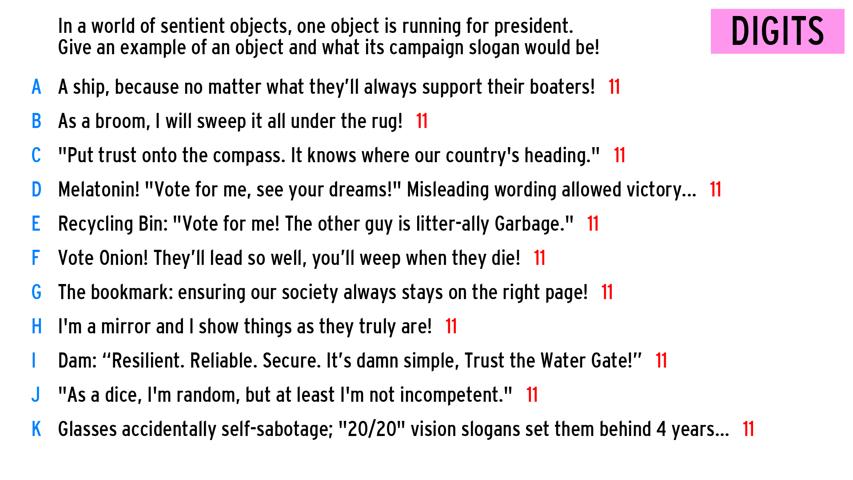 In a world of sentient objects, one object is running for president.
Give an example of an object and what its campaign slogan would be!
DIGITS
A A ship, because no matter what they’ll always support their boaters! 11
B As a broom, I will sweep it all under the rug! 11
C "Put trust onto the compass. It knows where our country's heading." 11
D Melatonin! "Vote for me, see your dreams!" Misleading wording allowed victory... 11
E Recycling Bin: "Vote for me! The other guy is litter-ally Garbage." 11
F Vote Onion! They’ll lead so well, you’ll weep when they die! 11
G The bookmark: ensuring our society always stays on the right page! 11
H I'm a mirror and I show things as they truly are! 11
I Dam: “Resilient. Reliable. Secure. It’s damn simple, Trust the Water Gate!” 11
J "As a dice, I'm random, but at least I'm not incompetent." 11
K Glasses accidentally self-sabotage; "20/20" vision slogans set them behind 4 years... 11